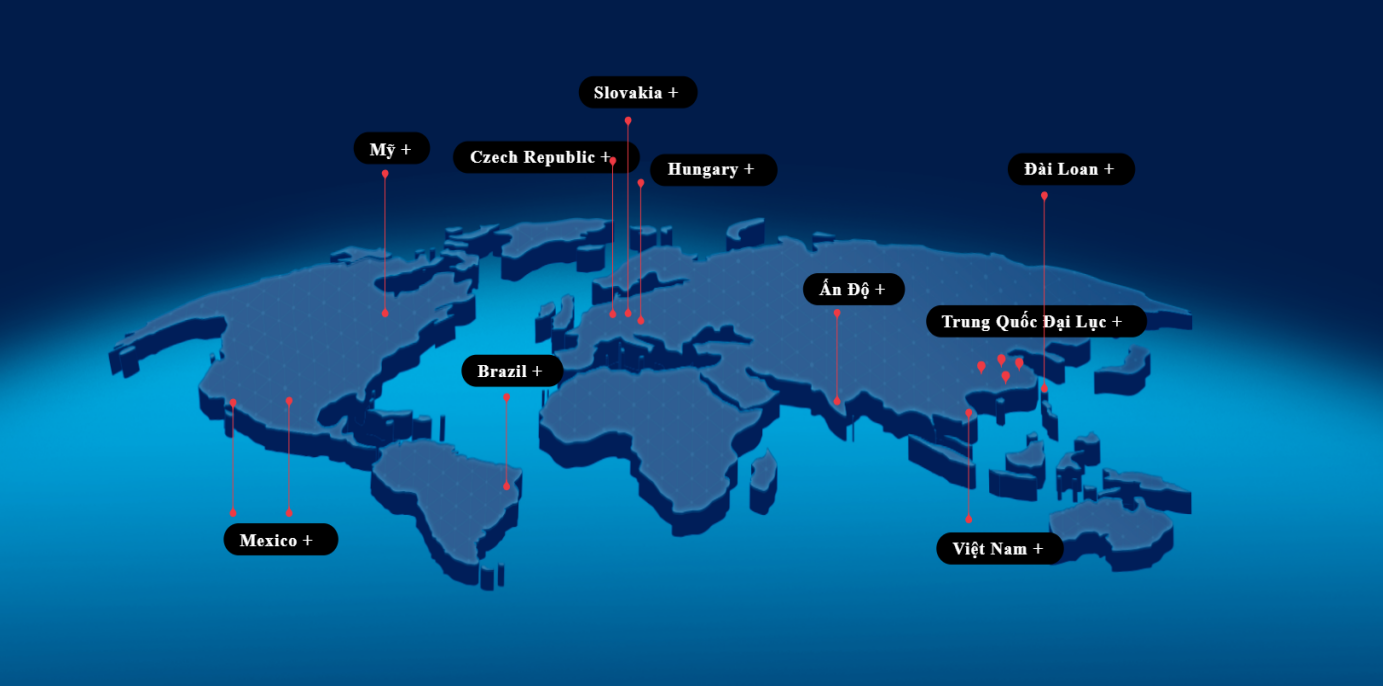 Slovakia +
Mỹ +
Czech Republic +
Hungary +
Đài Loan +
Ấn Độ +
Trung Quốc Đại Lục +
Brazil +
Mexico +
Việt Nam +